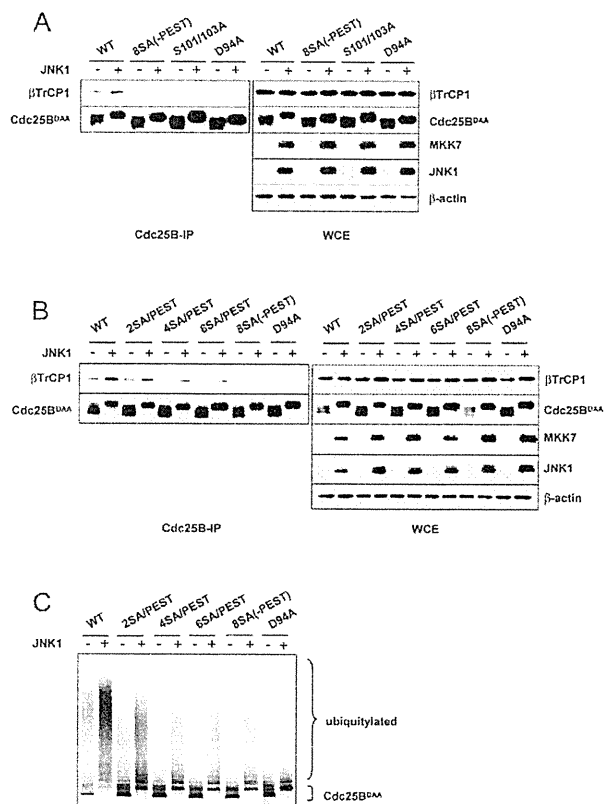 A
WT 8SA(-PEST) S101/103A D94A WT 8SA(-PEST) S101/103A D94A
JNK1 - + - + - + - + - + - + - + - +
βTrCP1 βTrCP1
Cdc25BDAA Cdc25BDAA
MKK7
JNK1
β-actin
Cdc25B-IP WCE
B
WT 2SA/PEST 4SA/PEST 6SA/PEST 8SA(-PEST) D94A WT 2SA/PEST 4SA/PEST 6SA/PEST 8SA(-PEST) D94A
JNK1 - + - + - + - + - + - + - + - + - + - + - + - +
βTrCP1 βTrCP1
Cdc25BDAA Cdc25BDAA
MKK7
JNK1
β-actin
Cdc25B-IP WCE
C
WT 2SA/PEST 4SA/PEST 6SA/PEST 8SA(-PEST) D94A
JNK1 - + - + - + - + - + - +
ubiquitylated
Cdc25BDAA